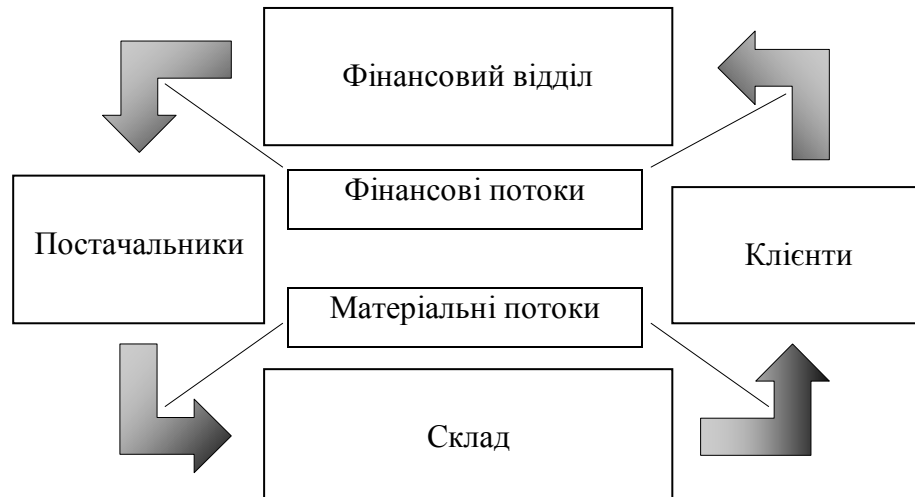 Фінансовий відділ
Фінансові потоки
Постачальники
Клієнти
Матеріальні потоки
Склад